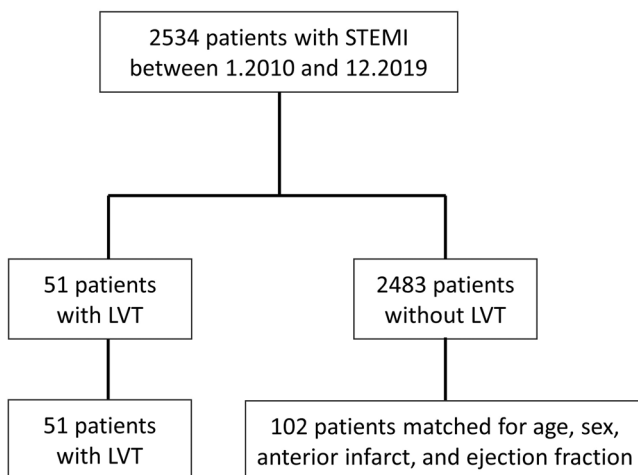 2534 patients with STEMI
between 1.2010 and 12.2019
51 patients
with LVT
2483 patients
without LVT
51 patients
with LVT
102 patients matched for age, sex,
anterior infarct, and ejection fraction